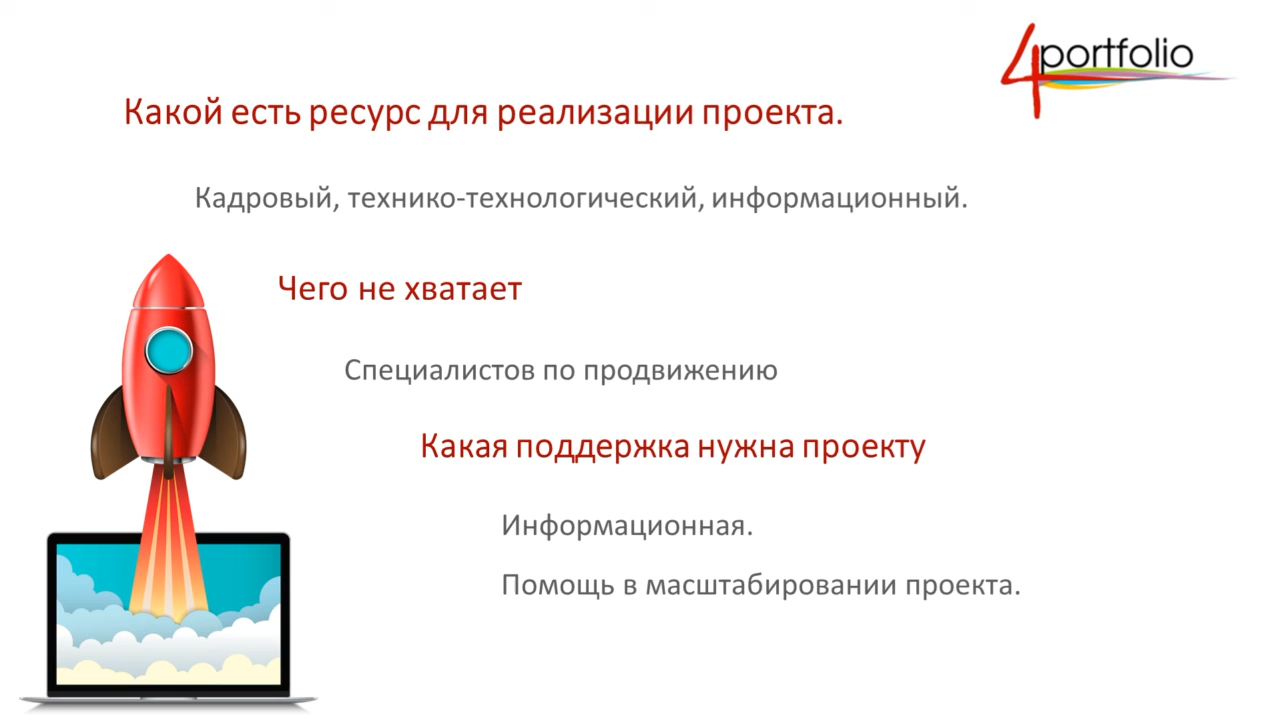 4portfolio
Какой есть ресурс для реализации проекта.
Кадровый, технико-технологический, информационный.
Чего не хватает
Специалистов по продвижению
Какая поддержка нужна проекту
Информационная.
Помощь в масштабировании проекта.